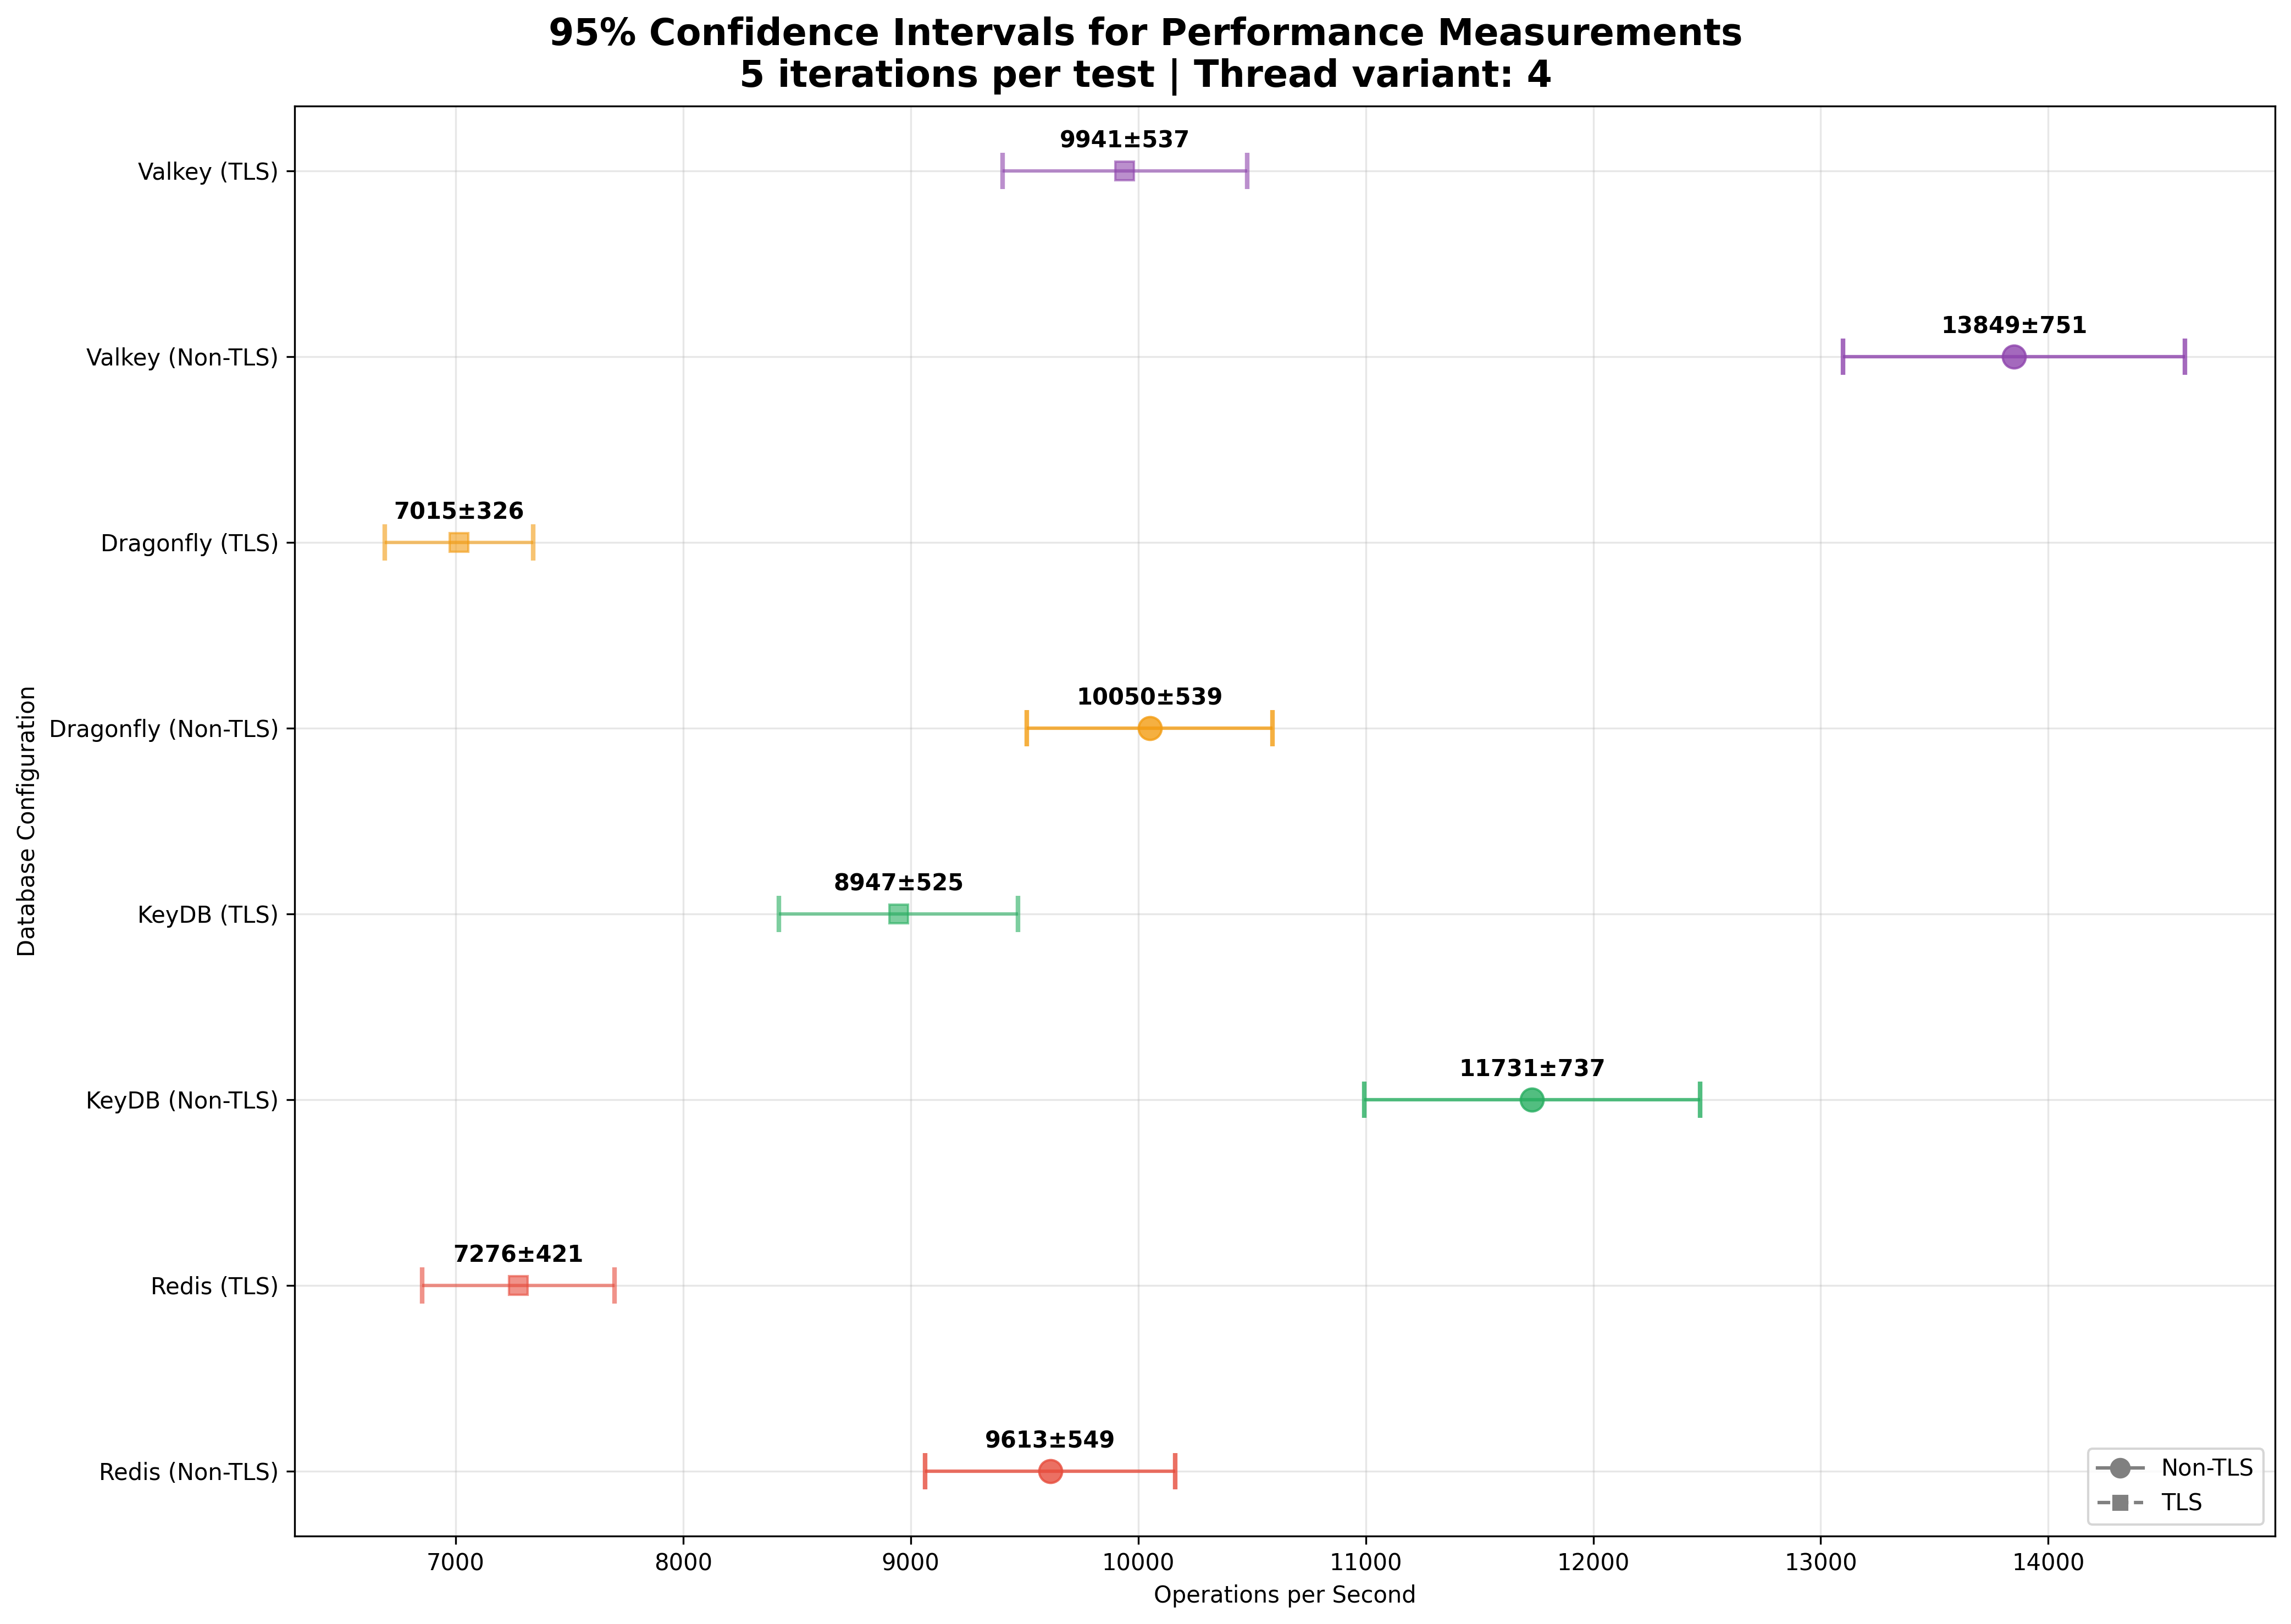 95% Confidence Intervals for Performance Measurements
5 iterations per test | Thread variant: 4
Valkey (TLS)
9941±537
Valkey (Non-TLS)
13849±751
Dragonfly (TLS)
7015±326
Dragonfly (Non-TLS)
10050±539
KeyDB (TLS)
8947±525
KeyDB (Non-TLS)
11731±737
Redis (TLS)
7276±421
Redis (Non-TLS)
9613±549
Database Configuration
Non-TLS
TLS
7000 8000 9000 10000 11000 12000 13000 14000
Operations per Second